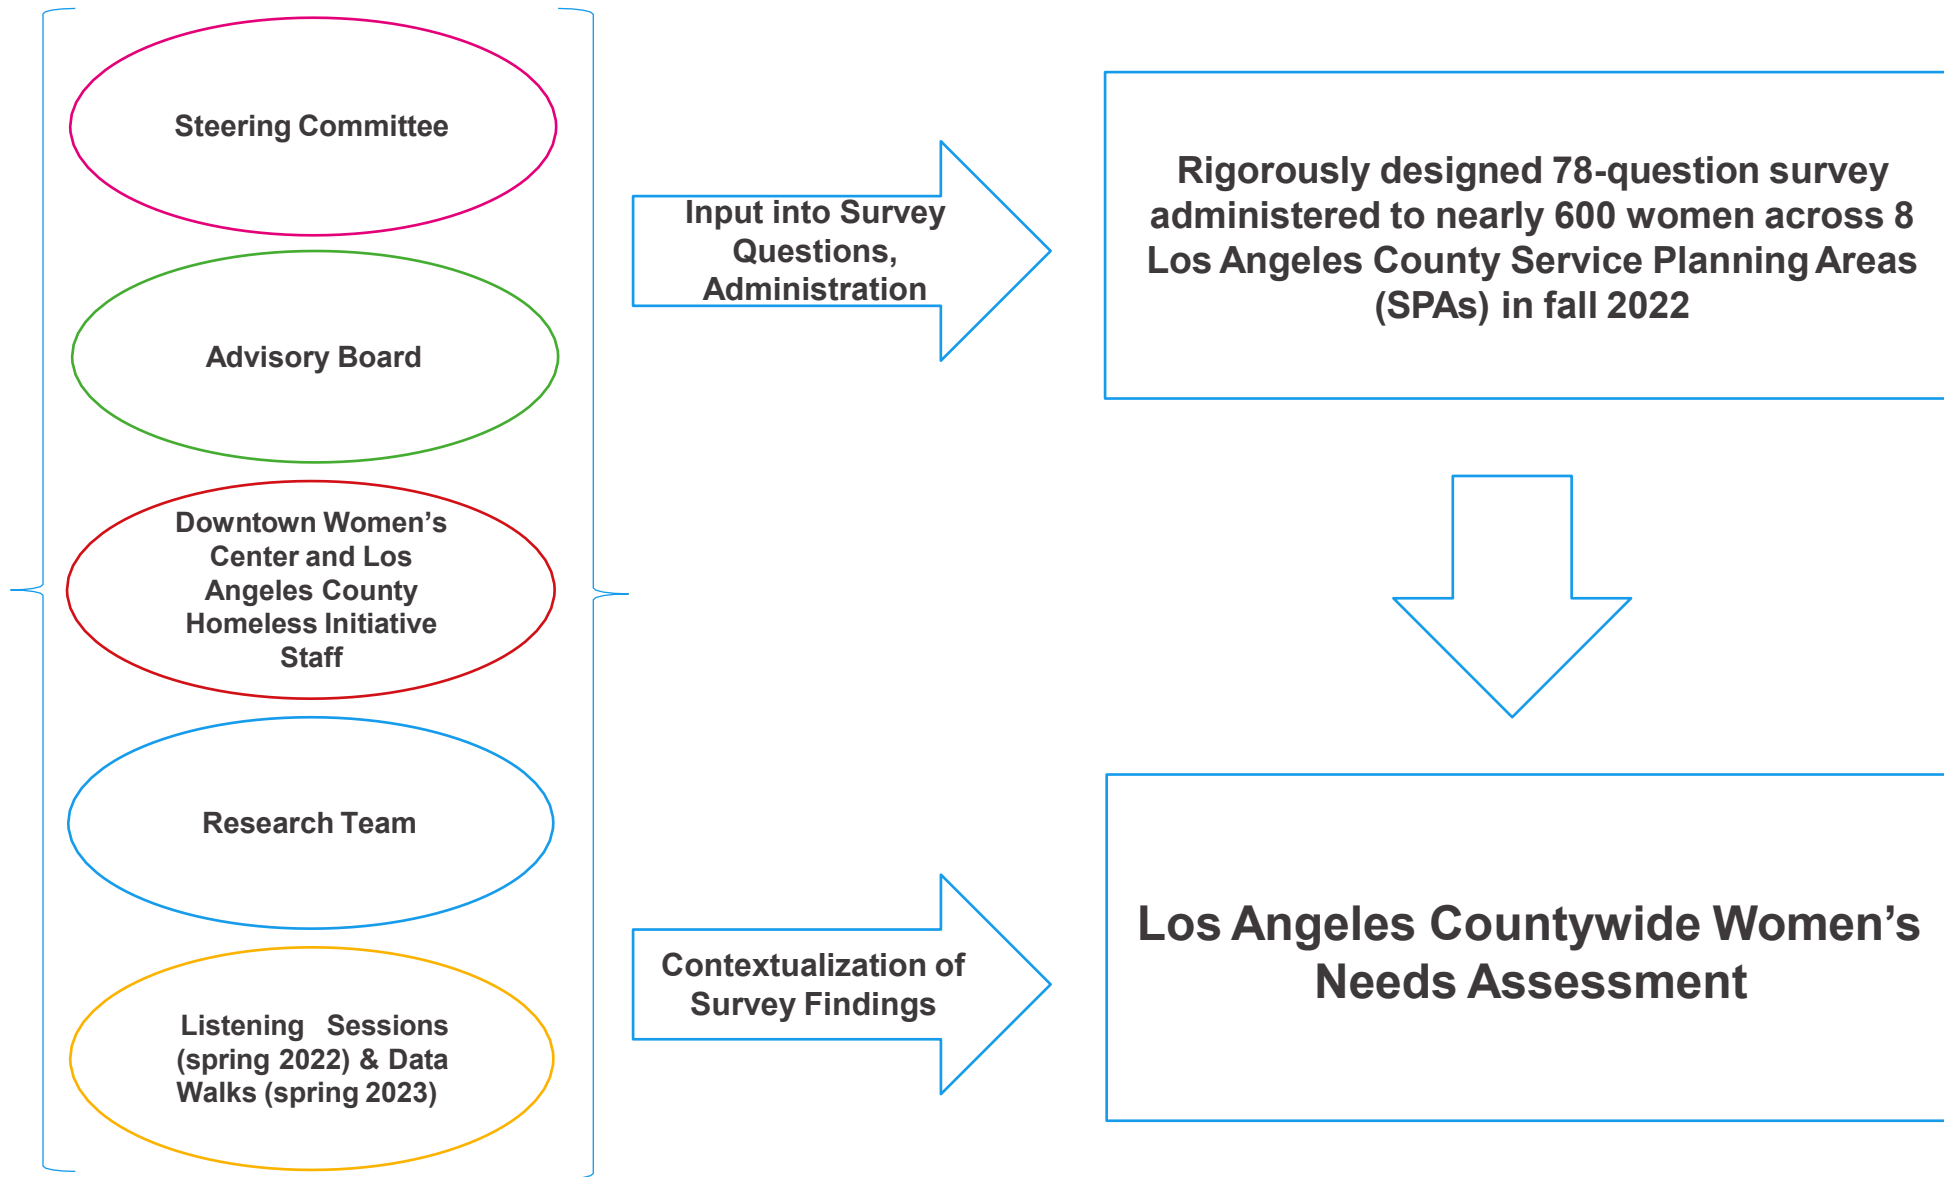 Steering Committee
Advisory Board
Downtown Women’s
Center and Los
Angeles County
Homeless Initiative
Staff
Research Team
Listening Sessions
(spring 2022) & Data
Walks (spring 2023)
Input into Survey
Questions,
Administration
Rigorously designed 78-question survey
administered to nearly 600 women across 8
Los Angeles County Service Planning Areas
(SPAs) in fall 2022
Contextualization of
Survey Findings
Los Angeles Countywide Women’s
Needs Assessment